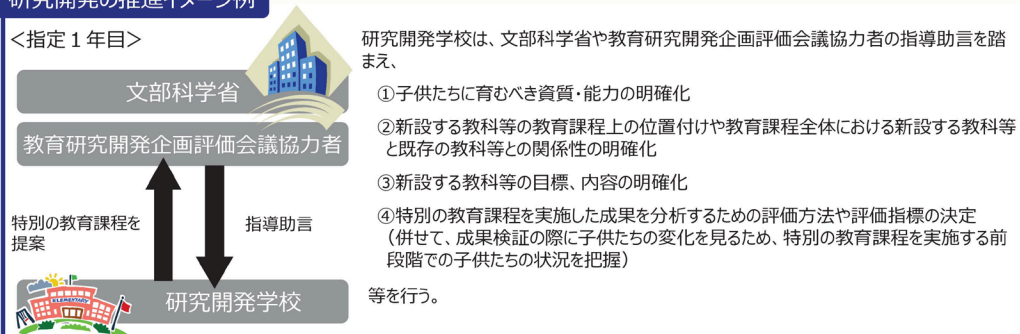 研究開発の推進イメージ例
<指定1年目>
文部科学省
教育研究開発企画評価会議協力者
特別の教育課程を
提案
指導助言
ELEMENTARY
研究開発学校
研究開発学校は、文部科学省や教育研究開発企画評価会議協力者の指導助言を踏
まえ、
①子供たちに育むべき資質・能力の明確化
②新設する教科等の教育課程上の位置付けや教育課程全体における新設する教科等
と既存の教科等との関係性の明確化
③新設する教科等の目標、内容の明確化
④特別の教育課程を実施した成果を分析するための評価方法や評価指標の決定
(併せて、成果検証の際に子供たちの変化を見るため、特別の教育課程を実施する前
段階での子供たちの状況を把握)
等を行う。